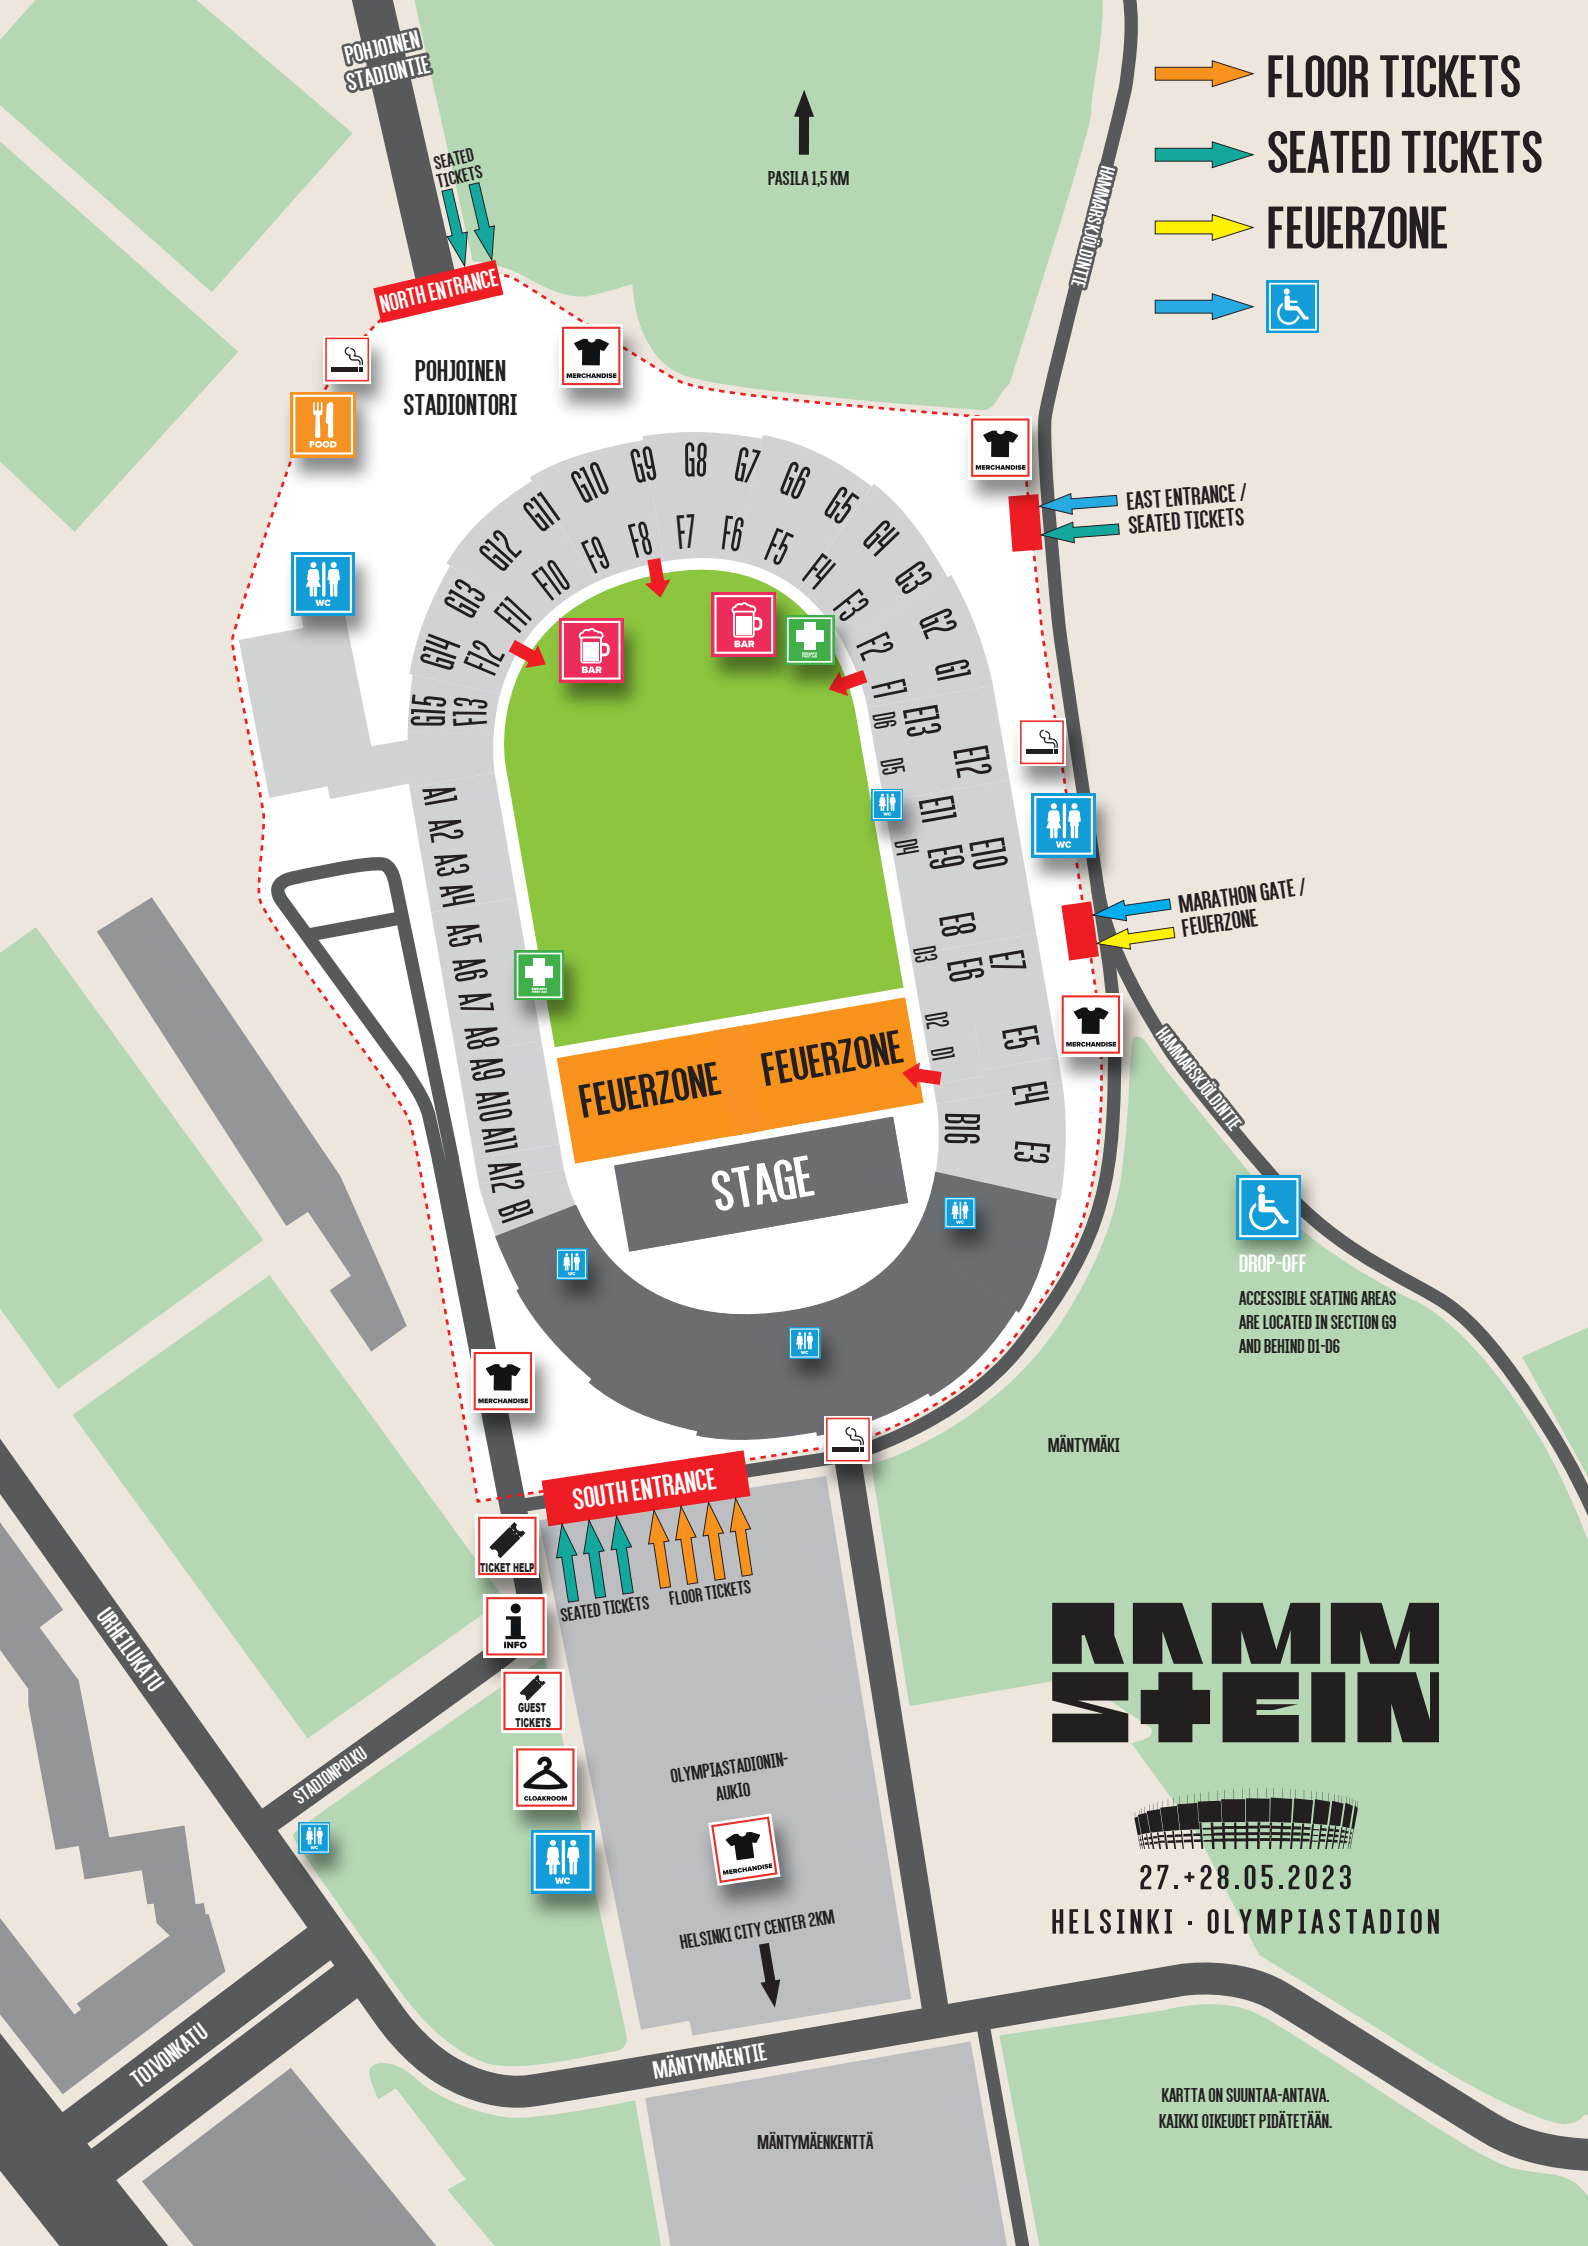 POHJOINEN
STADIONTIE
SEATED
TICKETS
NORTH ENTRANCE
PASILA 1,5 KM
HAMMARSKJÖLDINTIE
FLOOR TICKETS
SEATED TICKETS
FEUERZONE
POHJOINEN
STADIONTORI
MERCHANDISE
FOOD
MERCHANDISE
EAST ENTRANCE /
SEATED TICKETS
WC
G15
G14
G13
G12
G11
G10
G9
G8
G7
G6
G5
G4
G3
G2
G1
F13
F12
F11
F10
F9
F8
F7
F6
F5
F4
F3
F2
F1
BAR
BAR
D6
D5
D4
D3
D2
D1
E13
E12
E11
E10
E9
E8
E7
E6
E5
E4
E3
B16
WC
WC
MARATHON GATE /
FEUERZONE
MERCHANDISE
HAMMARSKJÖLDINTIE
A1
A2
A3
A4
A5
A6
A7
A8
A9
A10
A11
A12
B1
FEUERZONE
FEUERZONE
STAGE
WC
WC
WC
DROP-OFF
ACCESSIBLE SEATING AREAS
ARE LOCATED IN SECTION G9
AND BEHIND D1-D6
MÄNTYMÄKI
MERCHANDISE
SOUTH ENTRANCE
SEATED TICKETS
FLOOR TICKETS
TICKET HELP
INFO
GUEST
TICKETS
CLOAKROOM
WC
URHEILUKATU
STADIONPOLKU
WC
OLYMPIASTADIONIN-
AUKIO
MERCHANDISE
HELSINKI CITY CENTER 2KM
RAMM
STEIN
27.+28.05.2023
HELSINKI · OLYMPIASTADION
TOIVONKATU
MÄNTYMÄENTIE
MÄNTYMÄENKENTTÄ
KARTTA ON SUUNTAA-ANTAVA.
KAIKKI OIKEUDET PIDÄTETÄÄN.